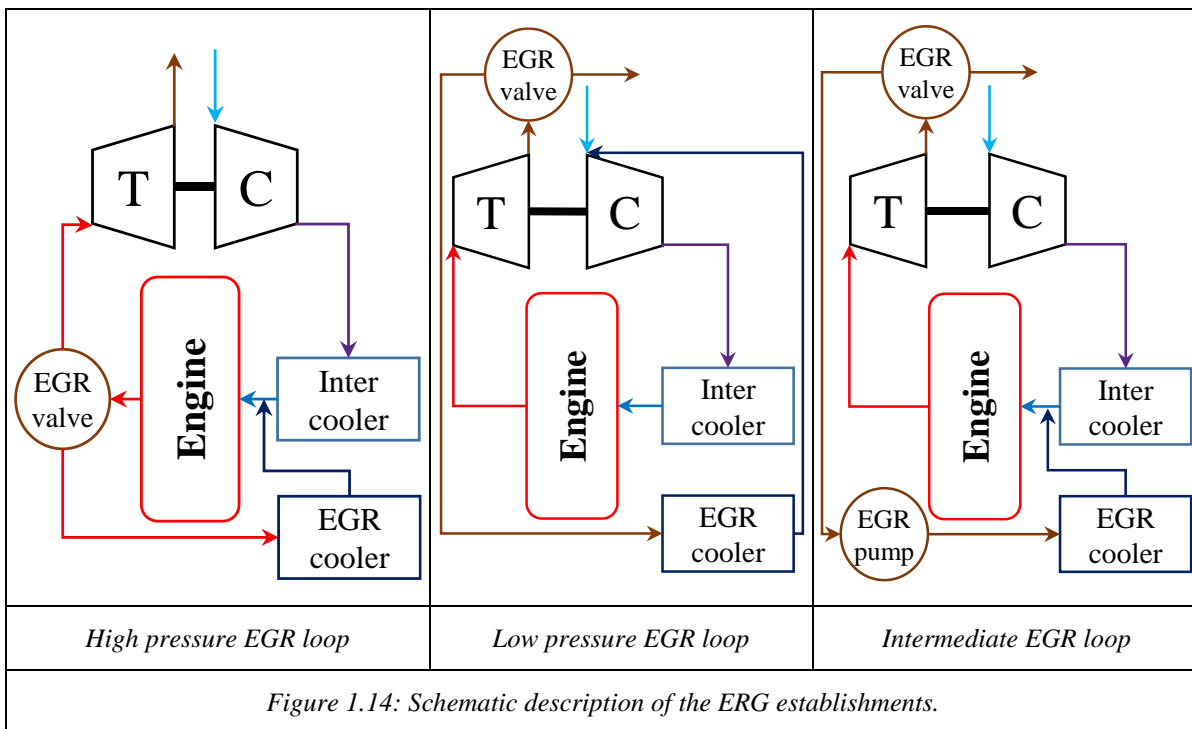 EGR
valve
T
C
Engine
Inter
cooler
EGR
cooler
High pressure EGR loop
EGR
valve
T
C
Engine
Inter
cooler
EGR
cooler
Low pressure EGR loop
EGR
valve
T
C
Engine
Inter
cooler
EGR
pump
EGR
cooler
Intermediate EGR loop
Figure 1.14: Schematic description of the ERG establishments.